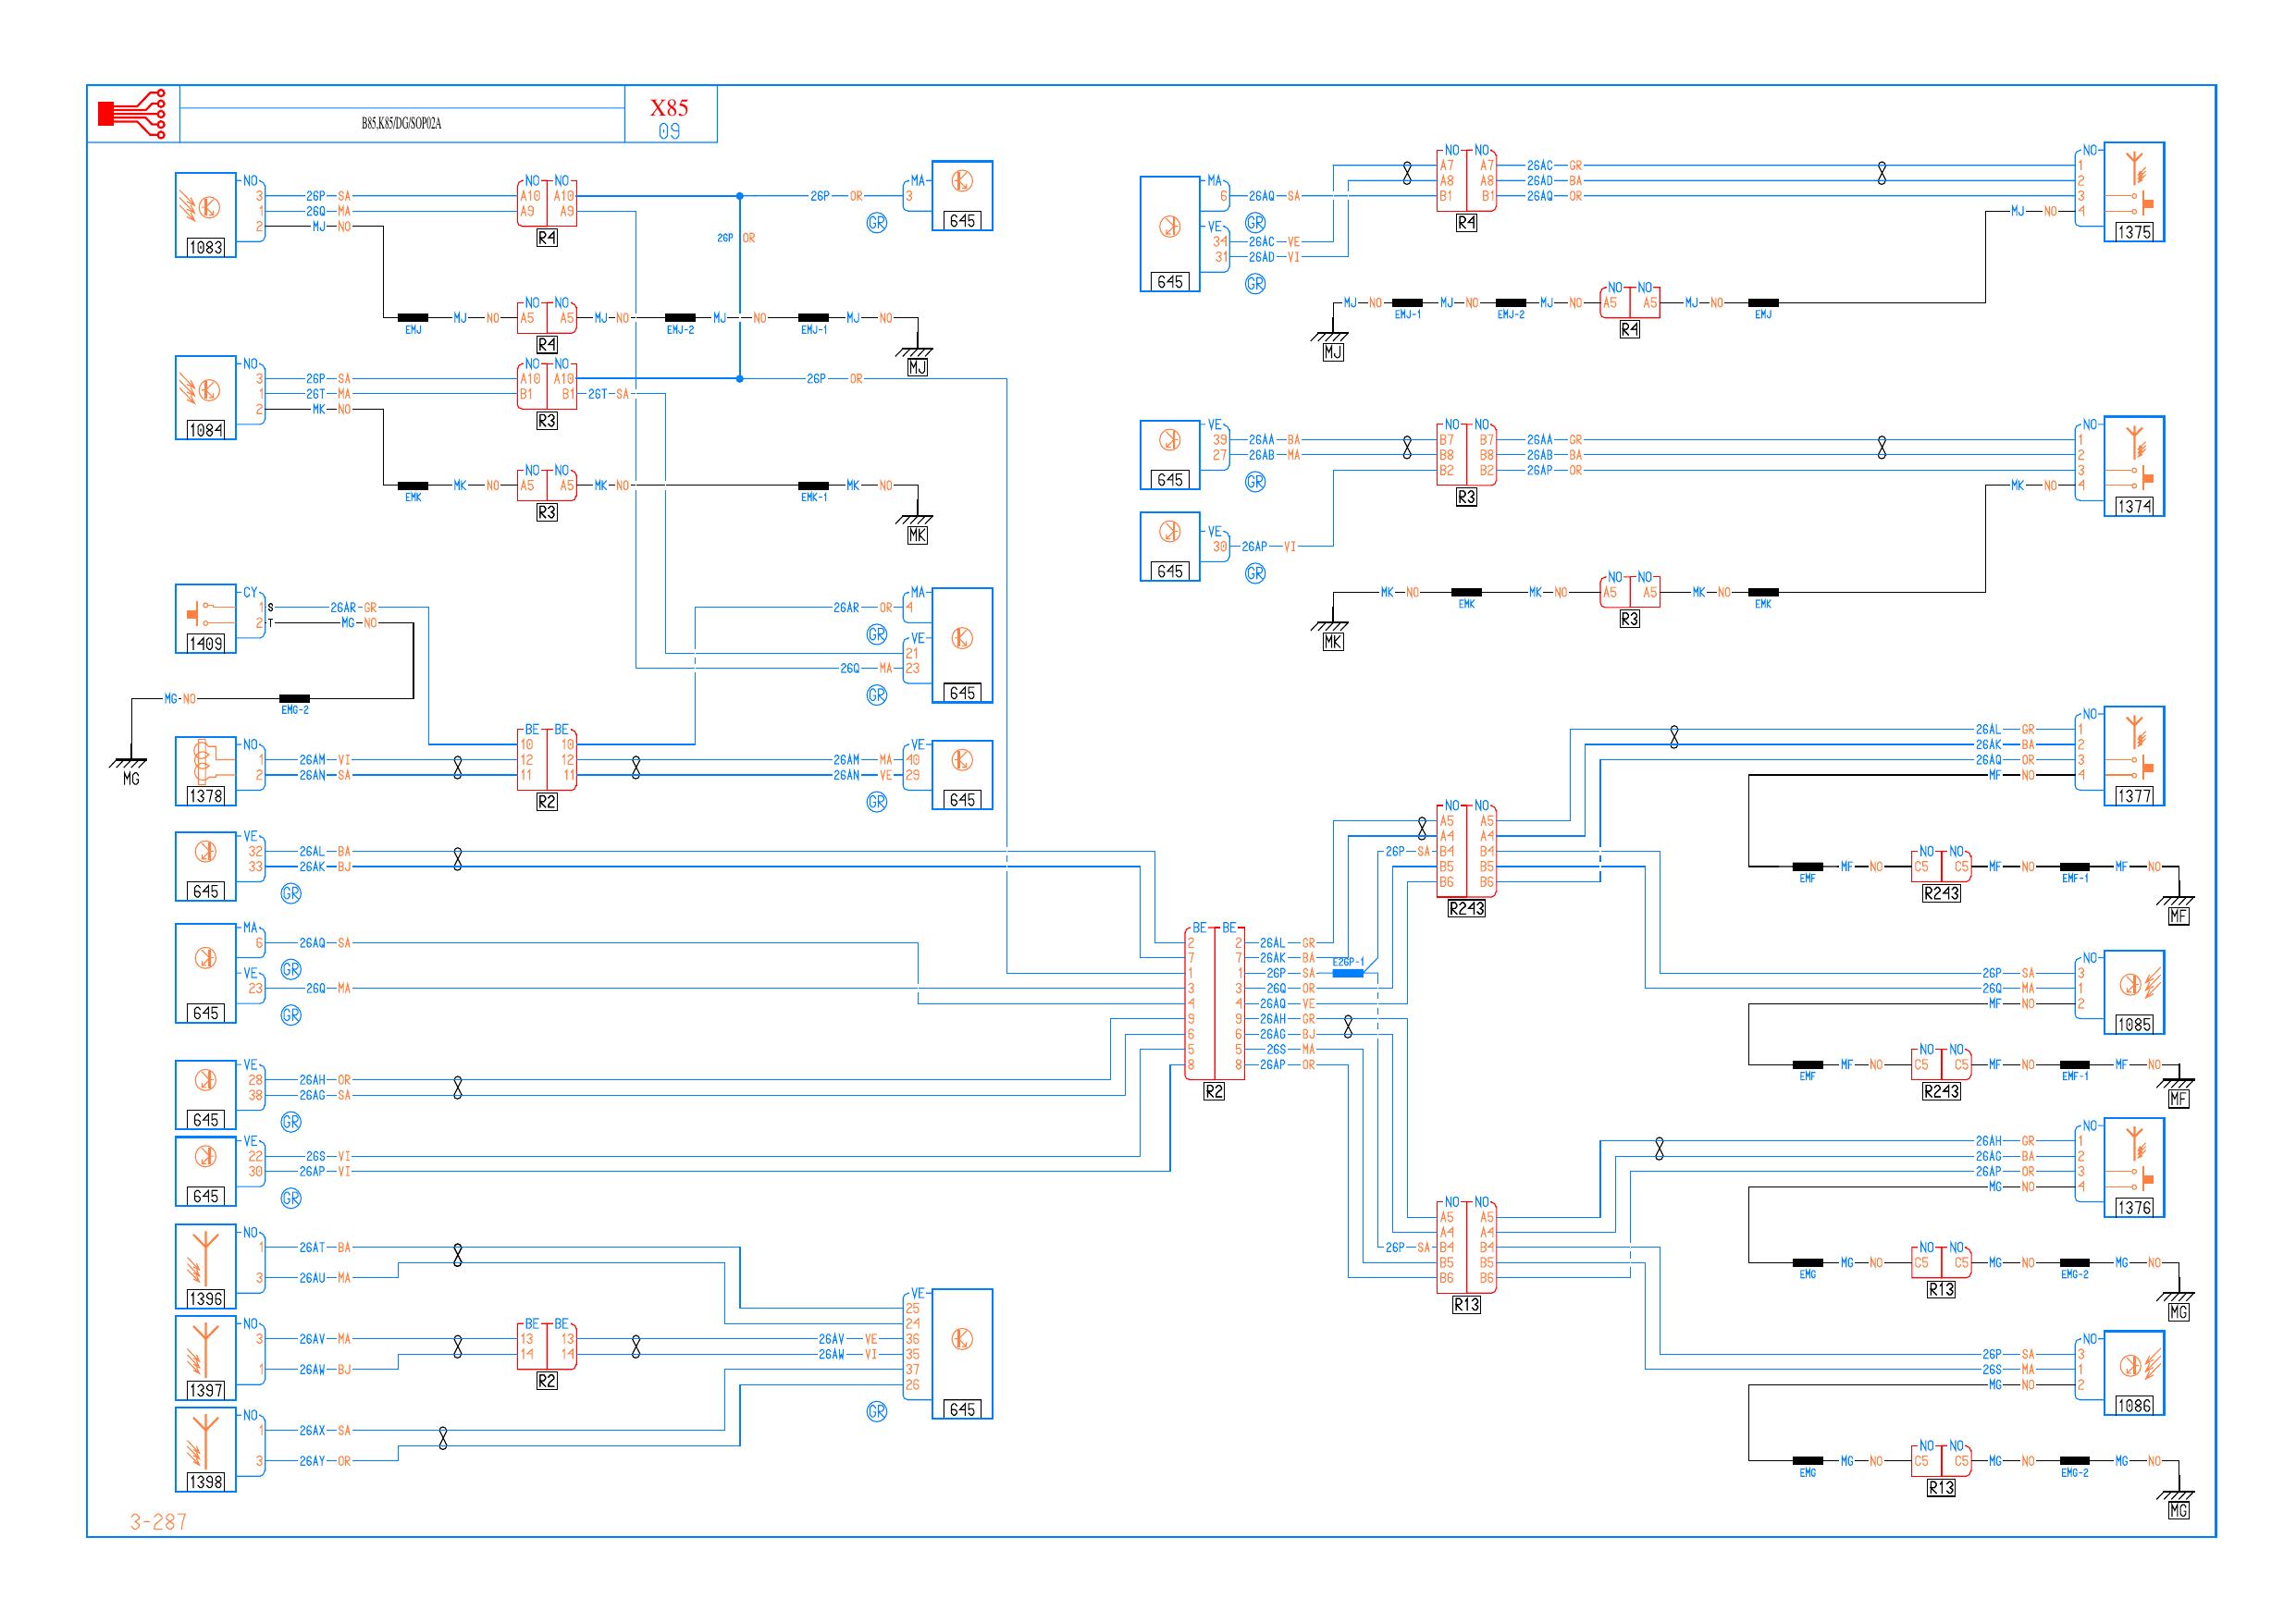 B85,K85/DG/SOP02A
X85
09
NO
3 26P SA
1 26Q MA
2 MJ NO
1083
NO NO
A10 A10
A9 A9
R4
26P OR
26P OR
MA
3
GR
645
EMJ
MJ NO
NO NO
A5 A5
R4
MJ NO
EMJ-2
MJ NO
EMJ-1
MJ NO
MJ
NO
3 26P SA
1 26T MA
2 MK NO
1084
NO NO
A10 A10
B1 B1
R3
26T SA
26P OR
EMK
MK NO
NO NO
A5 A5
R3
MK NO
EMK-1
MK NO
MK
CY
1 S 26AR GR
2 T MG NO
1409
MG NO
EMG-2
MG
26AR OR
MA
4
GR
VE
21
26Q MA 23
GR
645
NO
1 26AM VI
2 26AN SA
1378
BE BE
10 10
12 12
11 11
R2
VE
26AM MA 40
26AN VE 29
GR
645
VE
32 26AL BA
33 26AK BJ
645
GR
MA
6 26AQ SA
GR
VE
23 26Q MA
645
GR
VE
28 26AH OR
38 26AG SA
645
GR
VE
22 26S VI
30 26AP VI
645
GR
NO
1 26AT BA
3 26AU MA
1396
NO
3 26AV MA
1 26AW BJ
1397
BE BE
13 13
14 14
R2
NO
1 26AX SA
3 26AY OR
1398
VE
25
24
26AV VE 36
26AW VI 35
37
26
GR
645
MA
6 26AQ SA
GR
VE
34 26AC VE
31 26AD VI
645
GR
NO NO
A7 A7 26AC GR
A8 A8 26AD BA
B1 B1 26AQ OR
R4
NO
1
2
3
MJ NO 4
1375
MJ NO
EMJ-1
MJ NO
EMJ-2
MJ NO
NO NO
A5 A5
R4
MJ NO
EMJ
MJ
VE
39 26AA BA
27 26AB MA
645
GR
NO NO
B7 B7 26AA GR
B8 B8 26AB BA
B2 B2 26AP OR
R3
NO
1
2
3
MK NO 4
1374
VE
30 26AP VI
645
GR
MK NO
EMK
MK NO
NO NO
A5 A5
R3
MK NO
EMK
MK
NO
26AL GR 1
26AK BA 2
26AQ OR 3
MF NO 4
1377
NO NO
A5 A5
A4 A4
26P SA B4 B4
B5 B5
B6 B6
R243
EMF
MF NO
NO NO
C5 C5
R243
MF NO
EMF-1
MF NO
MF
BE BE
2 2 26AL GR
7 7 26AK BA
1 1 26P SA
3 3 26Q OR
4 4 26AQ VE
9 9 26AH GR
6 6 26AG BJ
5 5 26S MA
8 8 26AP OR
R2
E26P-1
NO
26P SA 3
26Q MA 1
MF NO 2
1085
EMF
MF NO
NO NO
C5 C5
R243
MF NO
EMF-1
MF NO
MF
NO
26AH GR 1
26AG BA 2
26AP OR 3
MG NO 4
1376
NO NO
A5 A5
A4 A4
26P SA B4 B4
B5 B5
B6 B6
R13
EMG
MG NO
NO NO
C5 C5
R13
MG NO
EMG-2
MG NO
MG
NO
26P SA 3
26S MA 1
MG NO 2
1086
EMG
MG NO
NO NO
C5 C5
R13
MG NO
EMG-2
MG NO
MG
3-287